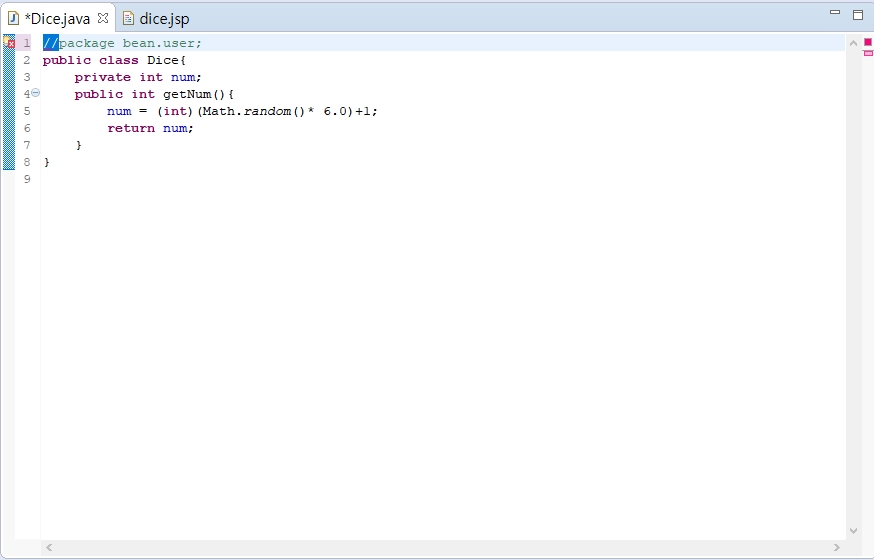 *Dice.java dice.jsp
1 //package bean.user;
2 public class Dice{
3     private int num;
4     public int getNum(){
5         num = (int)(Math.random()* 6.0)+1;
6         return num;
7     }
8 }
9